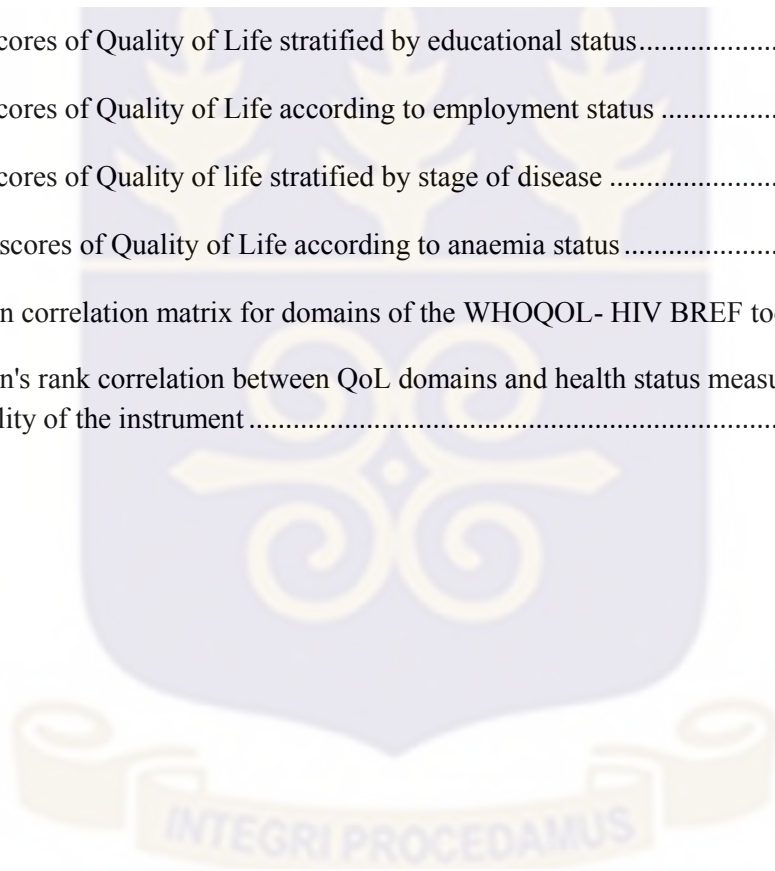 cores of Quality of Life stratified by educational status....................
cores of Quality of Life according to employment status ................
cores of Quality of life stratified by stage of disease ........................
scores of Quality of Life according to anaemia status......................
n correlation matrix for domains of the WHOQOL- HIV BREF to
n's rank correlation between QoL domains and health status measu
lity of the instrument ..............................................................................
INTEGRI PROCEDAMUS